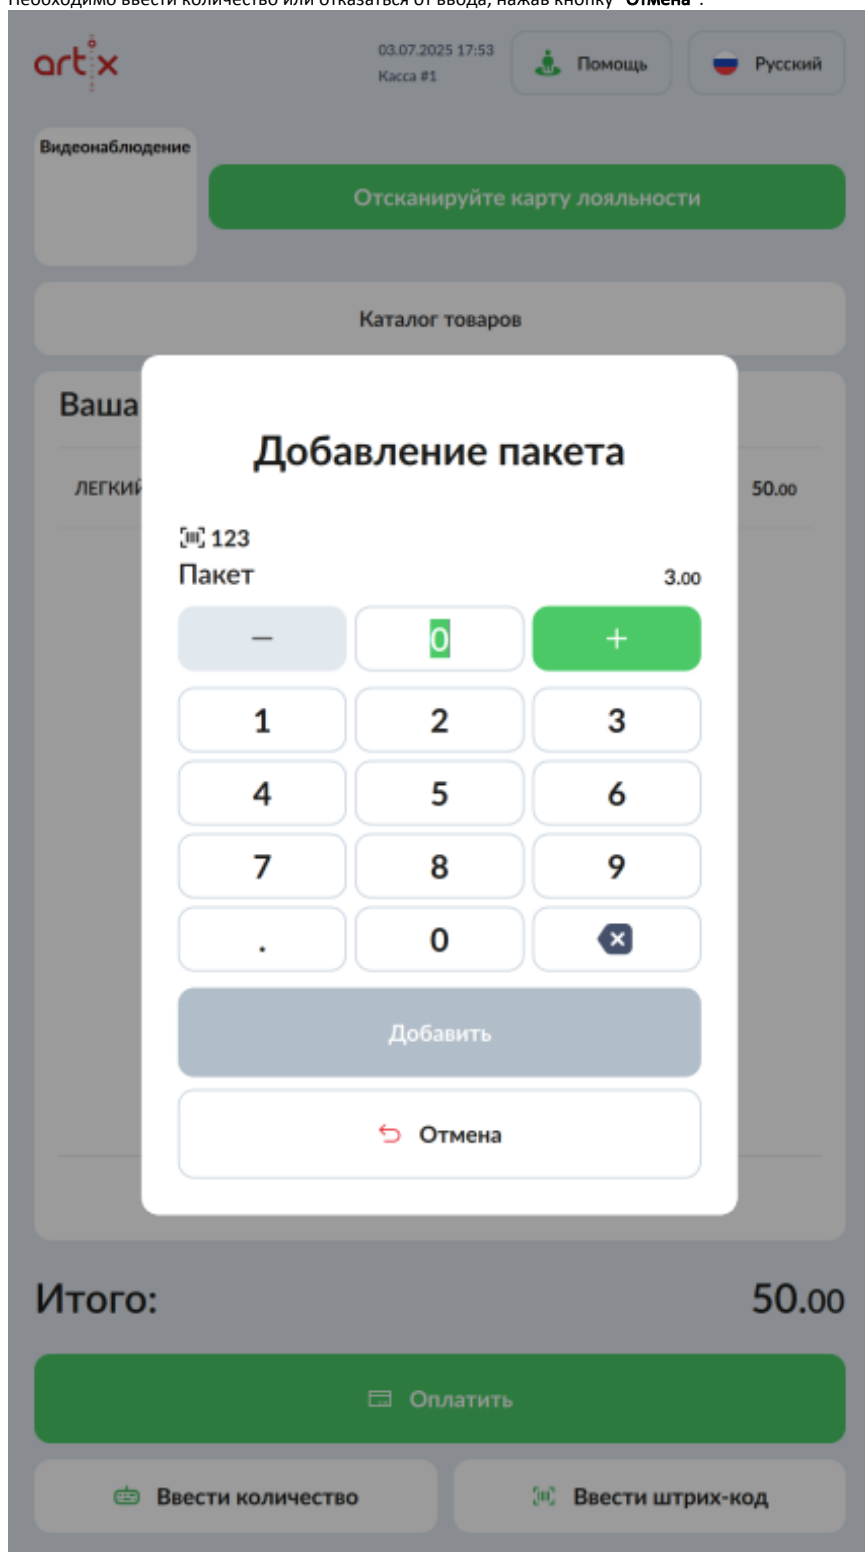 Необходимо ввести количество или отказаться от ввода, нажав кнопку "Отмена".
artix
03.07.2025 17:53
Касса #1
Помощь
Русский
Видеонаблюдение
Отсканируйте карту лояльности
Каталог товаров
Ваша
ЛЕГКИЙ
50.00
Добавление пакета
123
Пакет
3.00
− 0 +
1 2 3
4 5 6
7 8 9
. 0
Добавить
Отмена
Итого:
50.00
Оплатить
Ввести количество
Ввести штрих-код